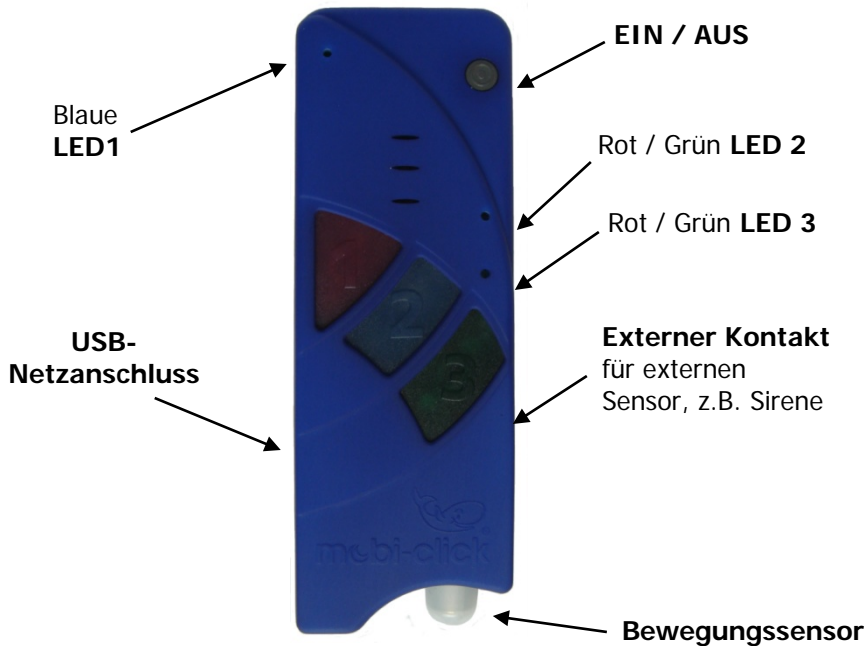 EIN / AUS
Blaue
LED1
Rot / Grün LED 2
Rot / Grün LED 3
1
2
3
USB-
Netzanschluss
Externer Kontakt
für externen
Sensor, z.B. Sirene
mobi-click
Bewegungssensor